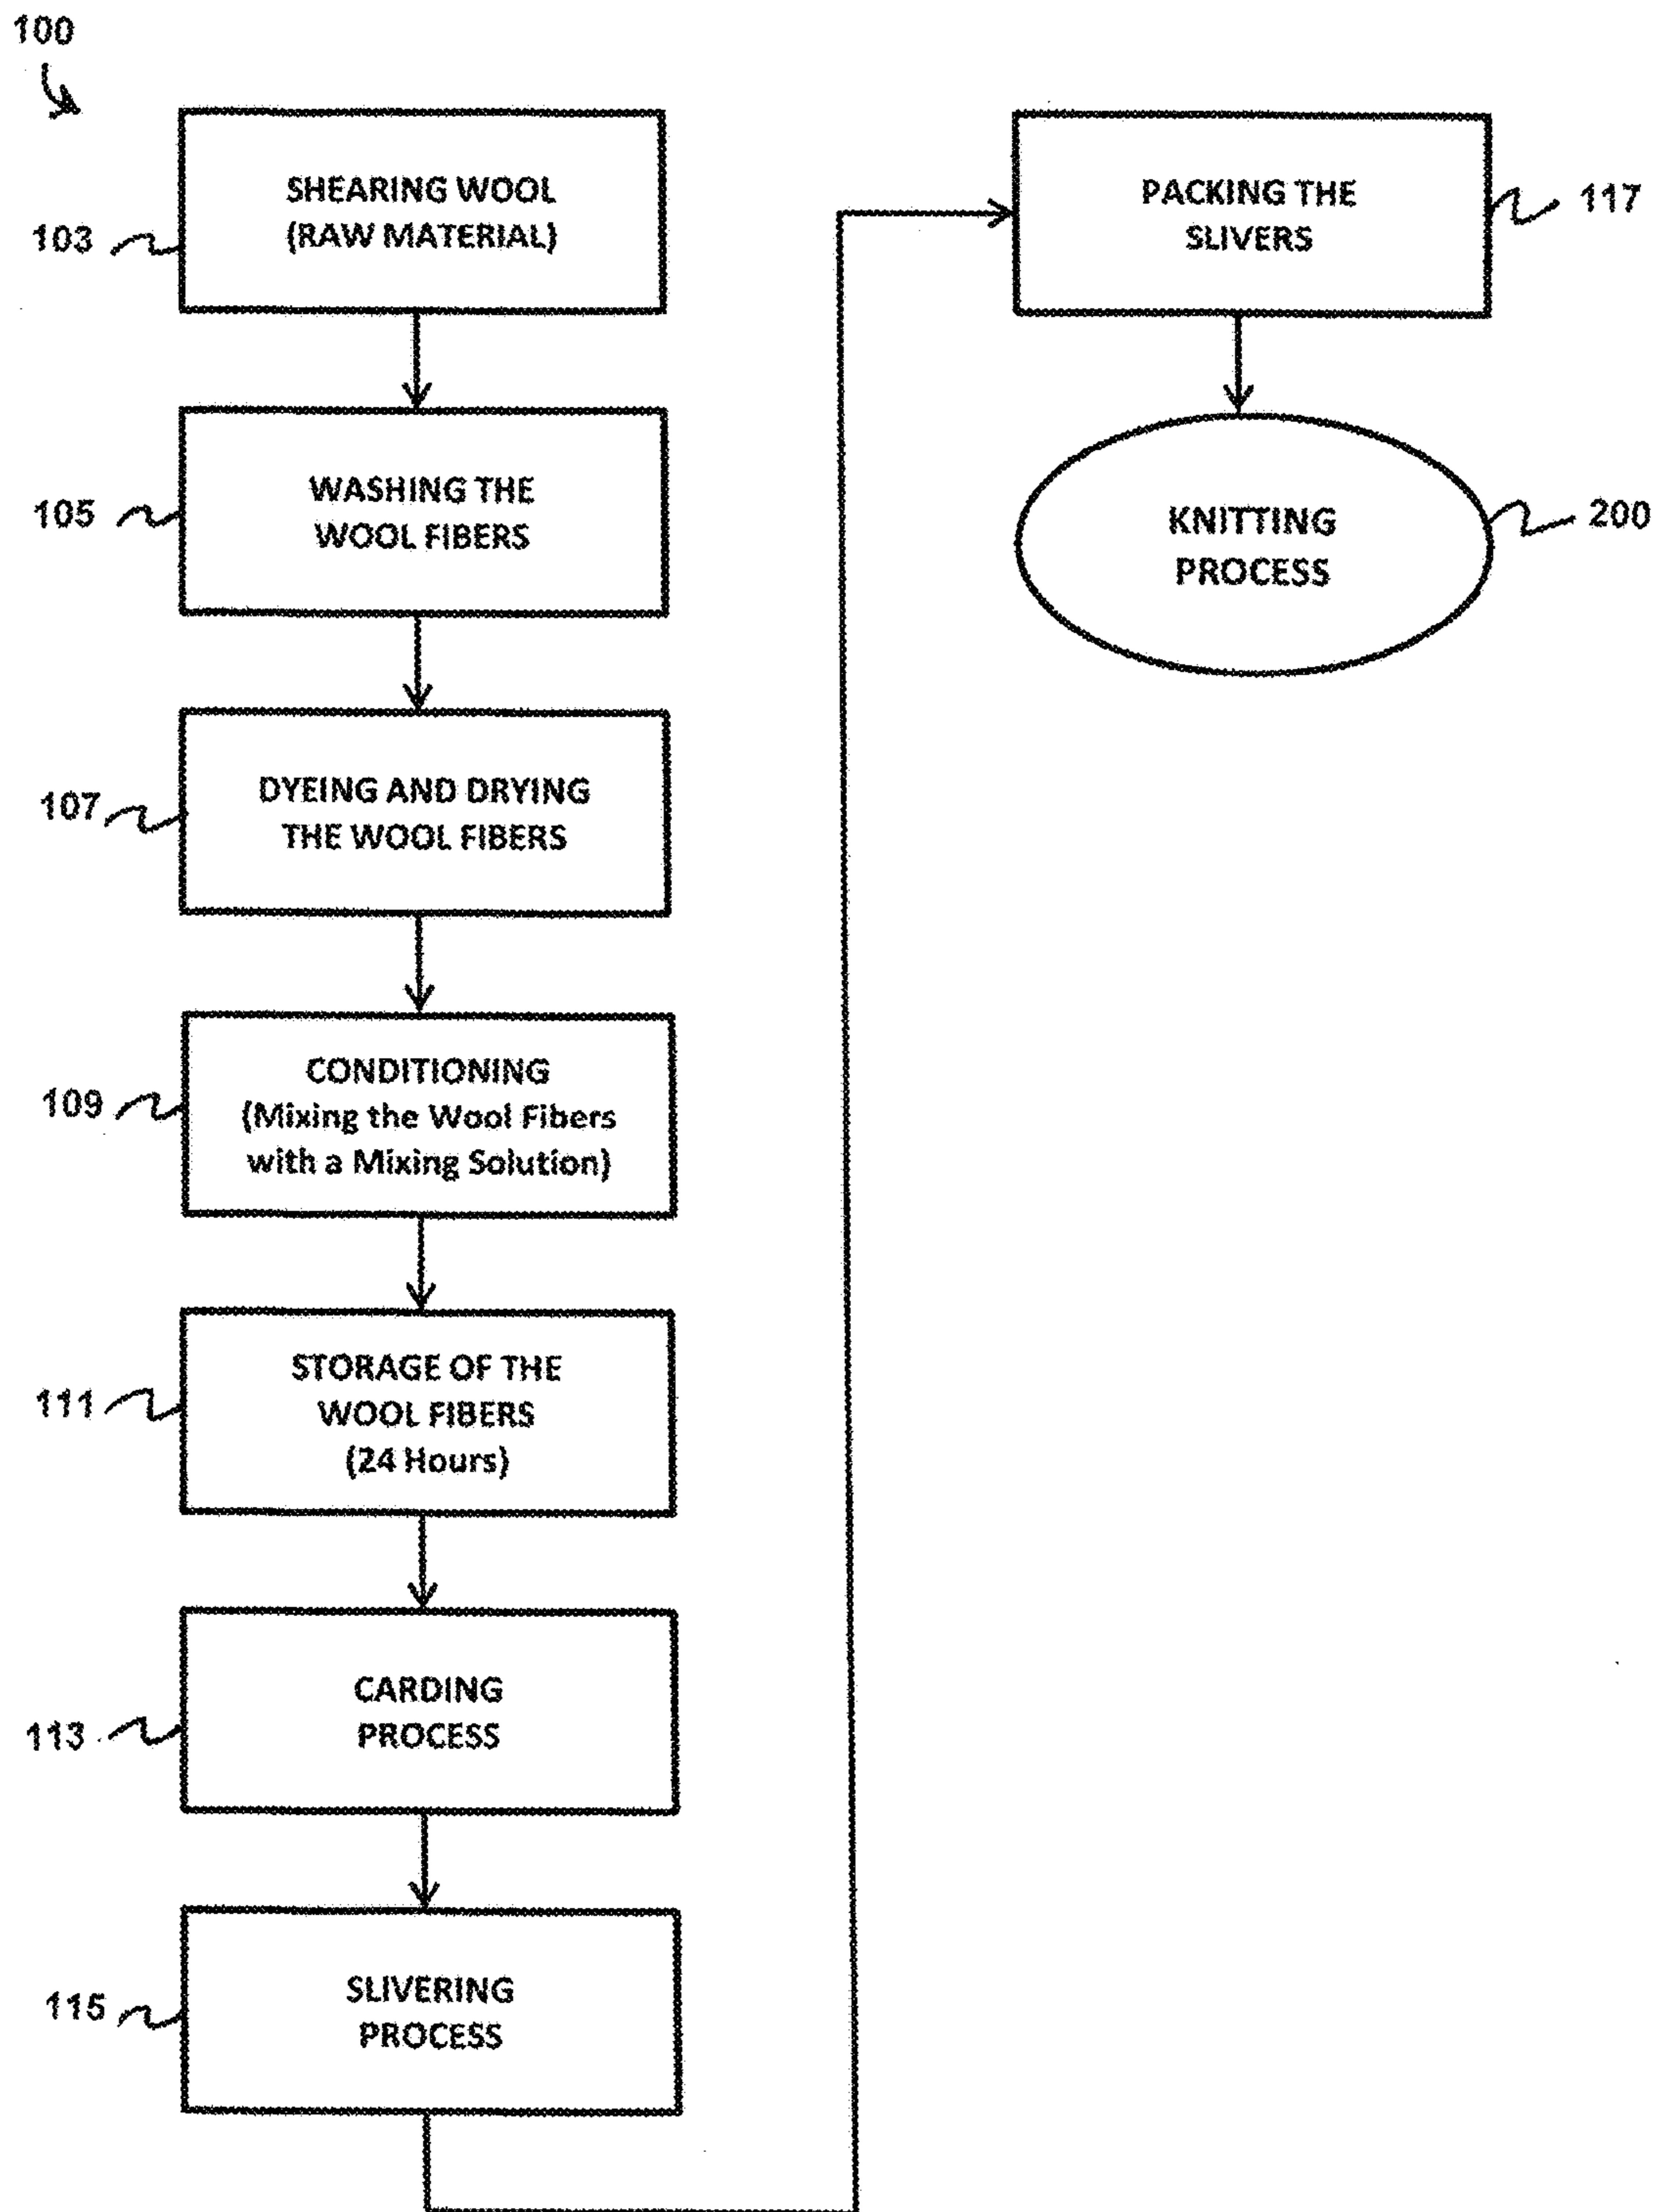 100
SHEARING WOOL
(RAW MATERIAL)
103
WASHING THE
WOOL FIBERS
105
DYEING AND DRYING
THE WOOL FIBERS
107
CONDITIONING
(Mixing the Wool Fibers
with a Mixing Solution)
109
STORAGE OF THE
WOOL FIBERS
(24 Hours)
111
CARDING
PROCESS
113
SLIVERING
PROCESS
115
PACKING THE
SLIVERS
117
KNITTING
PROCESS
200